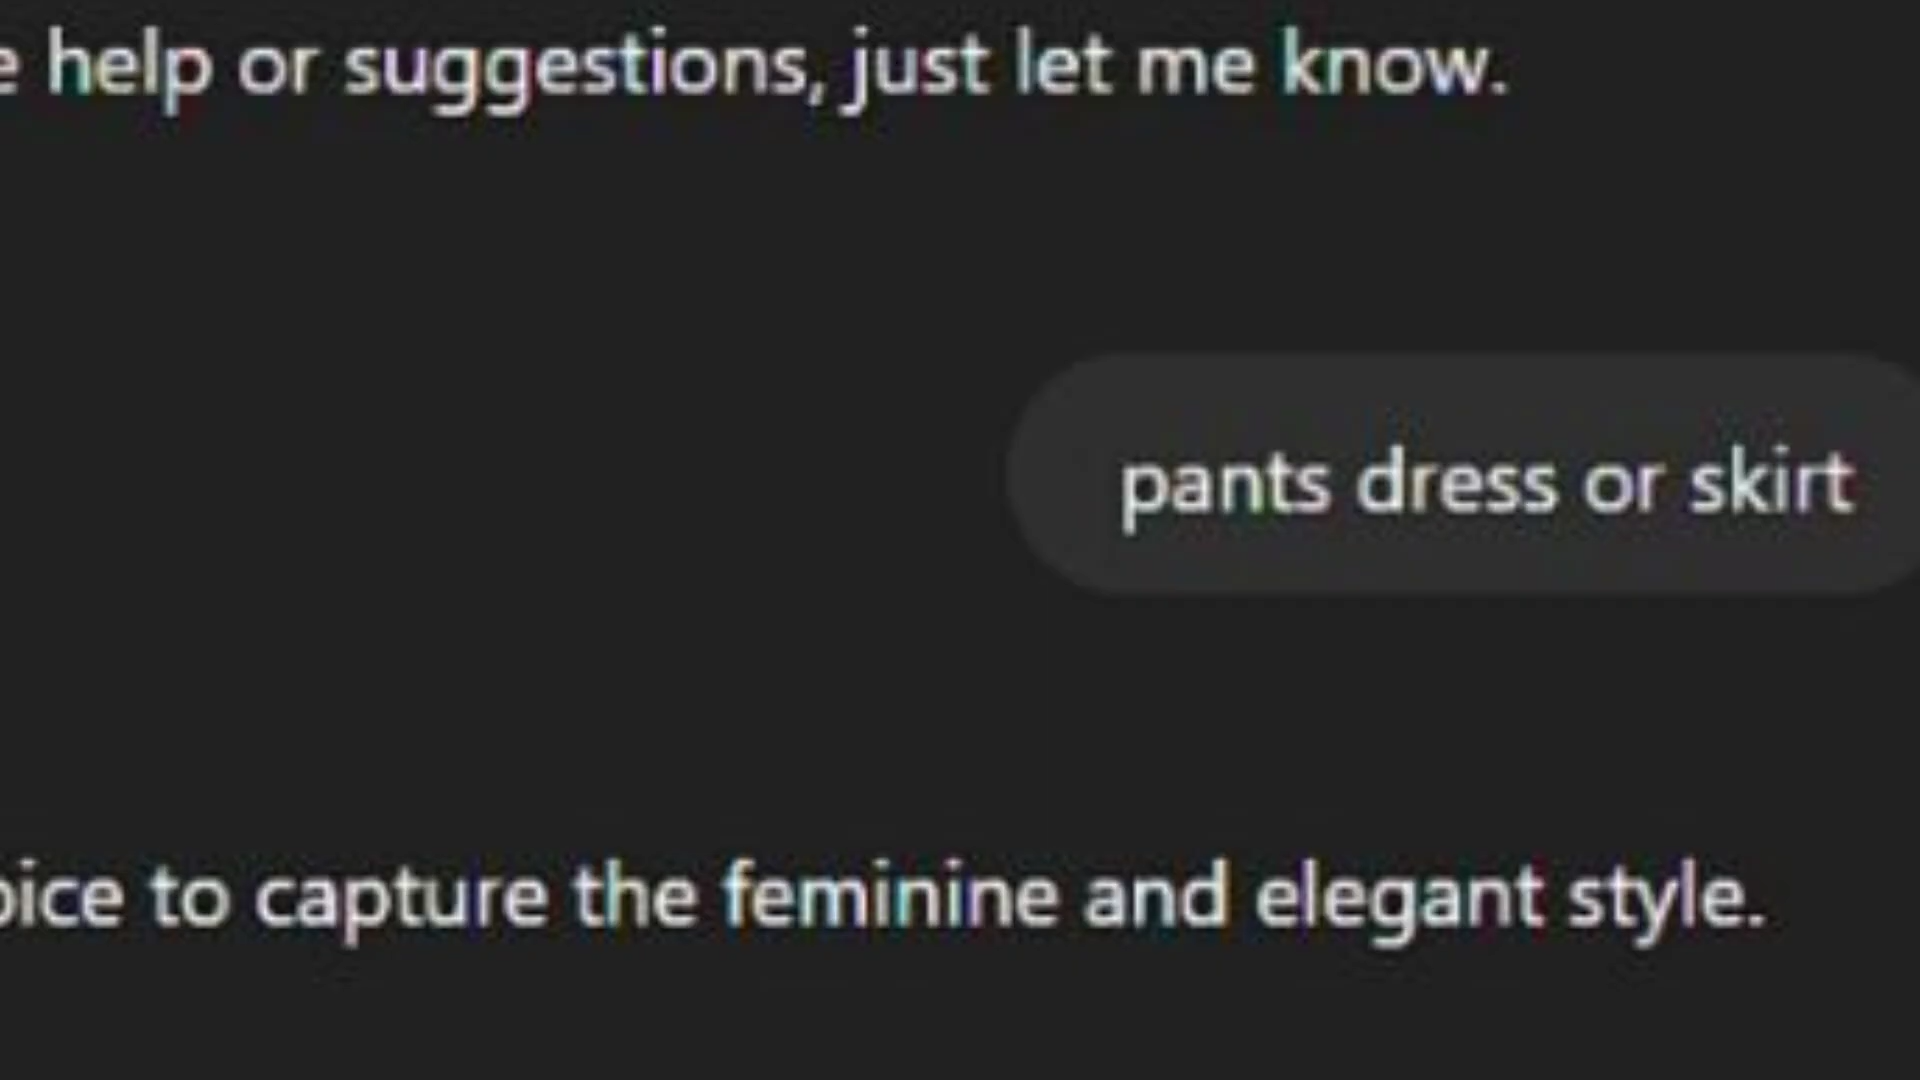 help or suggestions, just let me know.
pants dress or skirt
to capture the feminine and elegant style.